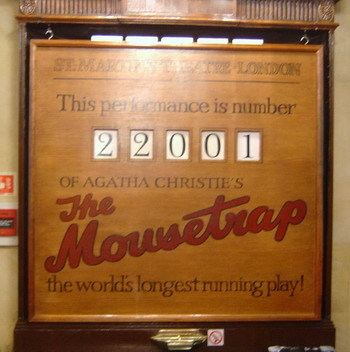 ST. MARTIN'S THEATRE · LONDON
This performance is number
22001
OF AGATHA CHRISTIE'S
The
Mousetrap
the world's longest running play!